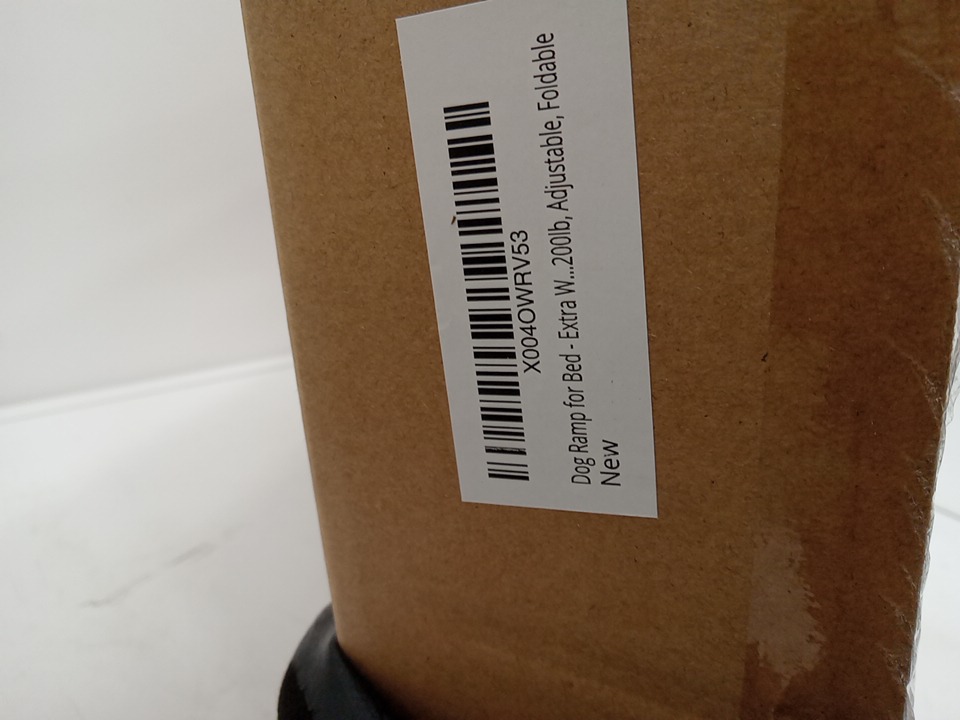 X004OWRV53
Dog Ramp for Bed - Extra W...200lb, Adjustable, Foldable
New